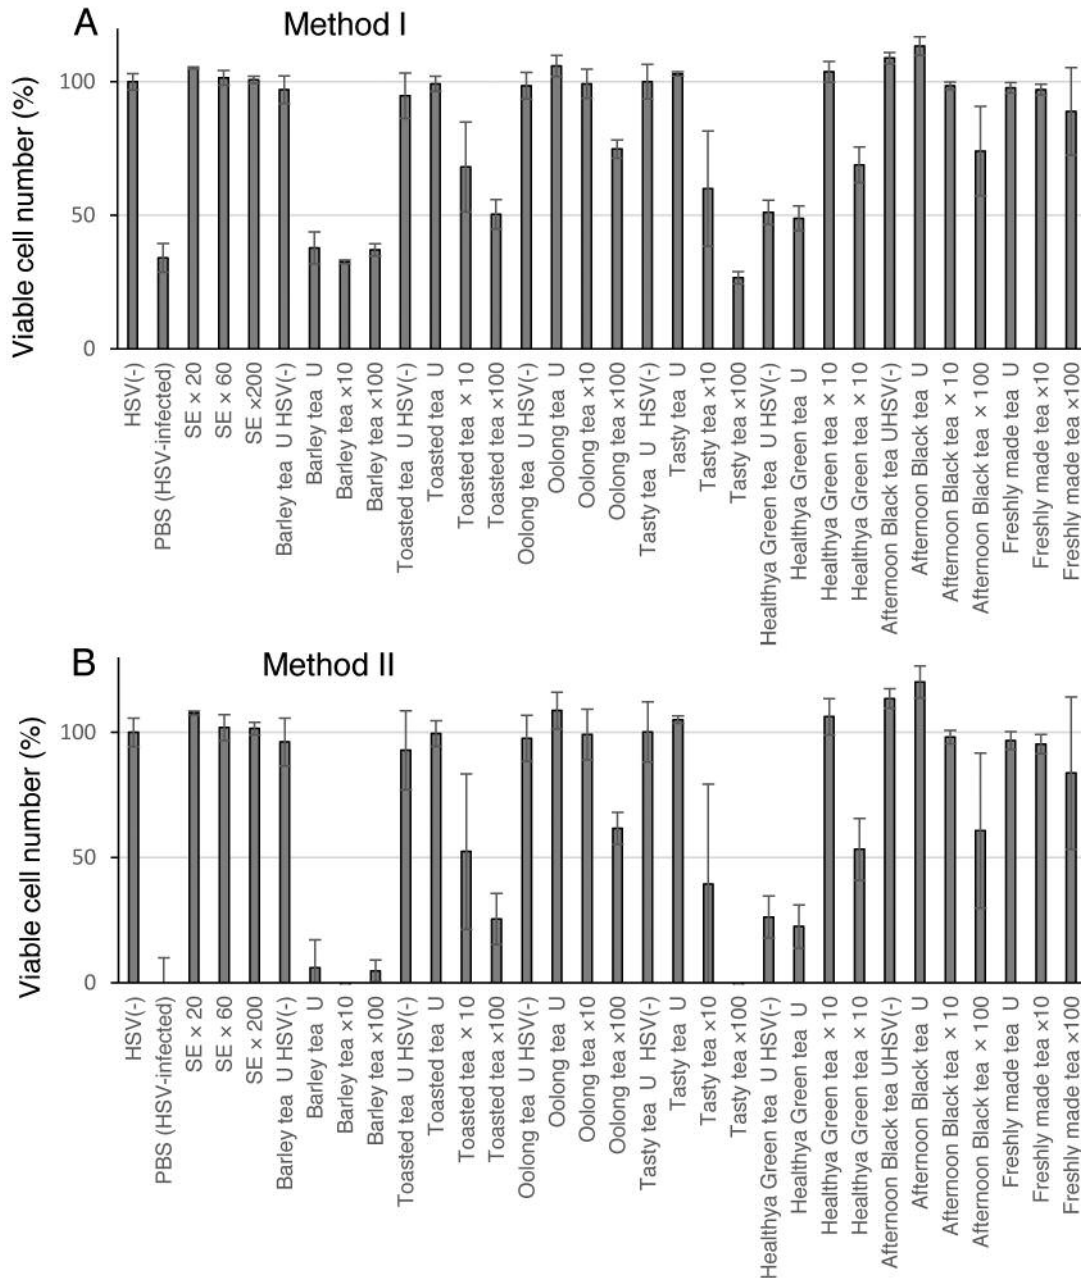 A
Method I
Viable cell number (%)
100
50
0
HSV(-)
PBS (HSV-infected)
SE × 20
SE × 60
SE ×200
Barley tea U HSV(-)
Barley tea U
Barley tea ×10
Barley tea ×100
Toasted tea U HSV(-)
Toasted tea U
Toasted tea × 10
Toasted tea ×100
Oolong tea U HSV(-)
Oolong tea U
Oolong tea ×10
Oolong tea ×100
Tasty tea U HSV(-)
Tasty tea U
Tasty tea ×10
Tasty tea ×100
Healthya Green tea U HSV(-)
Healthya Green tea U
Healthya Green tea × 10
Healthya Green tea × 10
Afternoon Black tea UHSV(-)
Afternoon Black tea U
Afternoon Black tea × 10
Afternoon Black tea × 100
Freshly made tea U
Freshly made tea ×10
Freshly made tea ×100
B
Method II
Viable cell number (%)
100
50
0
HSV(-)
PBS (HSV-infected)
SE × 20
SE × 60
SE × 200
Barley tea U HSV(-)
Barley tea U
Barley tea ×10
Barley tea ×100
Toasted tea U HSV(-)
Toasted tea U
Toasted tea × 10
Toasted tea ×100
Oolong tea U HSV(-)
Oolong tea U
Oolong tea ×10
Oolong tea ×100
Tasty tea U HSV(-)
Tasty tea U
Tasty tea ×10
Tasty tea ×100
Healthya Green tea U HSV(-)
Healthya Green tea U
Healthya Green tea × 10
Healthya Green tea × 10
Afternoon Black tea UHSV(-)
Afternoon Black tea U
Afternoon Black tea × 10
Afternoon Black tea × 100
Freshly made tea U
Freshly made tea ×10
Freshly made tea ×100